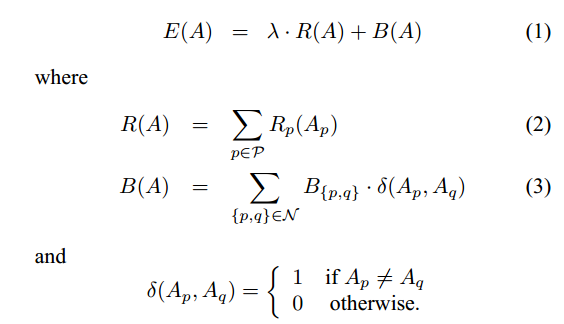 E(A) = λ · R(A) + B(A) (1)
where
R(A) = ∑_{p∈𝒫} R_p(A_p) (2)
B(A) = ∑_{{p,q}∈𝒩} B_{{p,q}} · δ(A_p, A_q) (3)
and
δ(A_p, A_q) = { 1 if A_p ≠ A_q
0 otherwise.